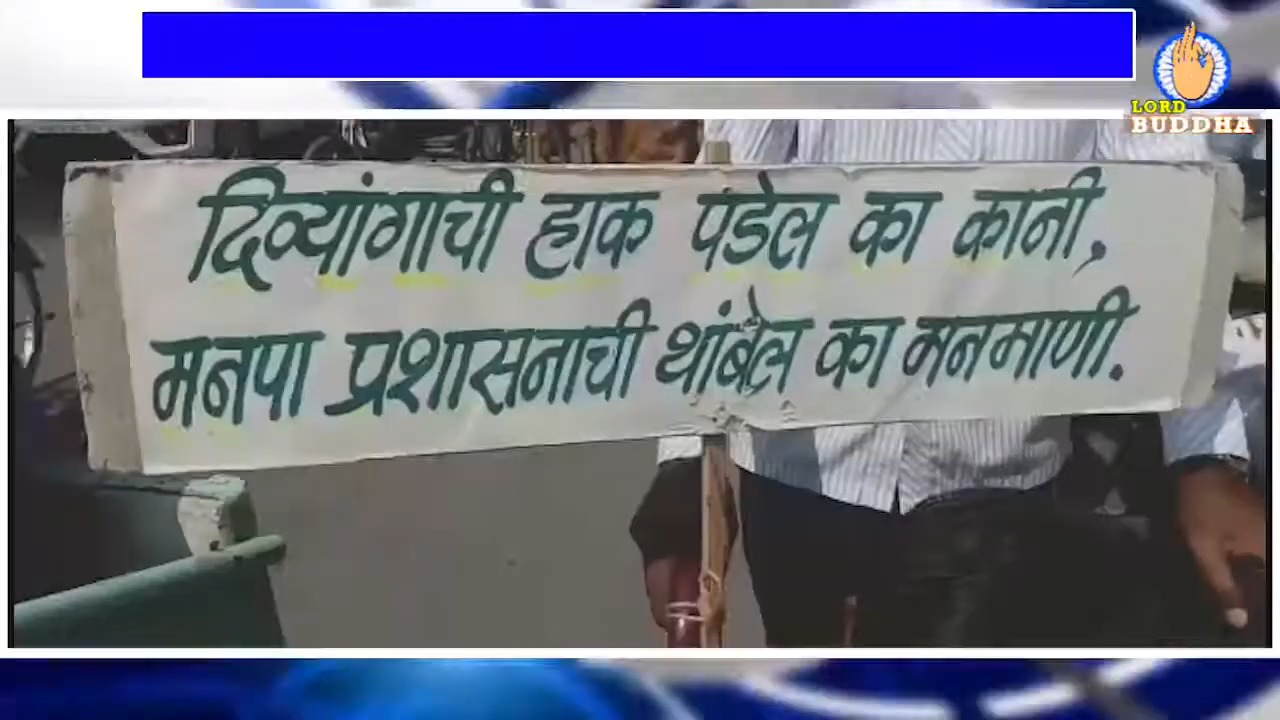 LORD
BUDDHA
दिव्यांगाची हाक पडेल का कानी,
मनपा प्रशासनाची थांबेल का मनमाणी.